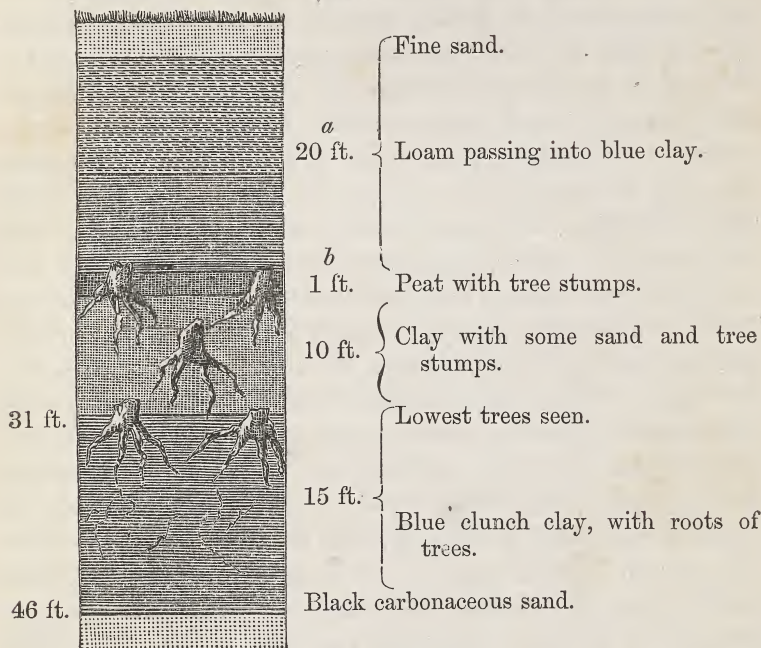 Fine sand.
a
20 ft.
Loam passing into blue clay.
b
1 ft.
Peat with tree stumps.
10 ft.
Clay with some sand and tree
stumps.
31 ft.
Lowest trees seen.
15 ft.
Blue clunch clay, with roots of
trees.
46 ft.
Black carbonaceous sand.